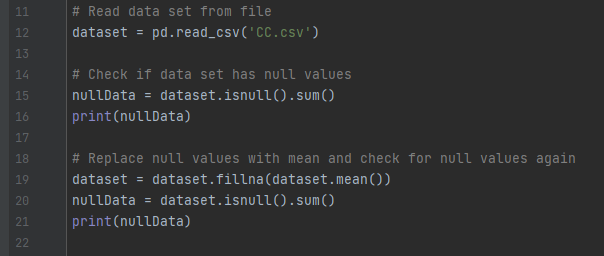 11 # Read data set from file
12 dataset = pd.read_csv('CC.csv')
13
14 # Check if data set has null values
15 nullData = dataset.isnull().sum()
16 print(nullData)
17
18 # Replace null values with mean and check for null values again
19 dataset = dataset.fillna(dataset.mean())
20 nullData = dataset.isnull().sum()
21 print(nullData)
22